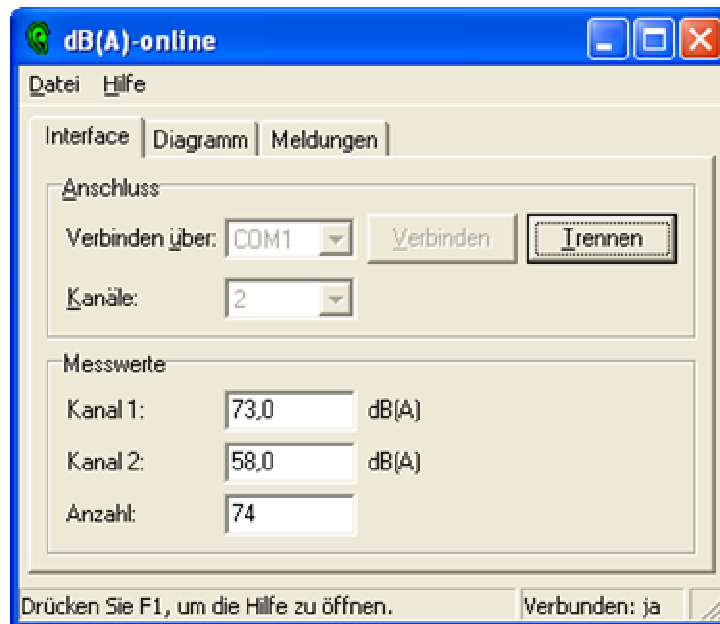 dB(A)-online
Datei Hilfe
Interface Diagramm Meldungen
Anschluss
Verbinden über: COM1 Verbinden Trennen
Kanäle: 2
Messwerte
Kanal 1: 73,0 dB(A)
Kanal 2: 58,0 dB(A)
Anzahl: 74
Drücken Sie F1, um die Hilfe zu öffnen. Verbunden: ja